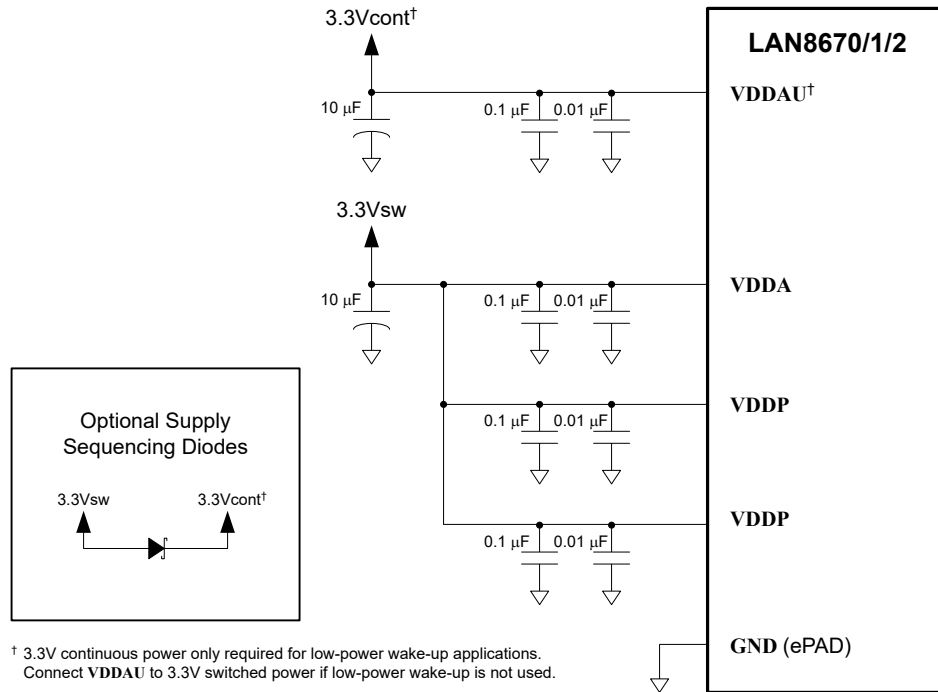 3.3Vcont†
LAN8670/1/2
VDDAU†
10 μF
0.1 μF
0.01 μF
3.3Vsw
VDDA
10 μF
0.1 μF
0.01 μF
VDDP
0.1 μF
0.01 μF
Optional Supply
Sequencing Diodes
3.3Vsw
3.3Vcont†
VDDP
0.1 μF
0.01 μF
GND (ePAD)
† 3.3V continuous power only required for low-power wake-up applications.
Connect VDDAU to 3.3V switched power if low-power wake-up is not used.